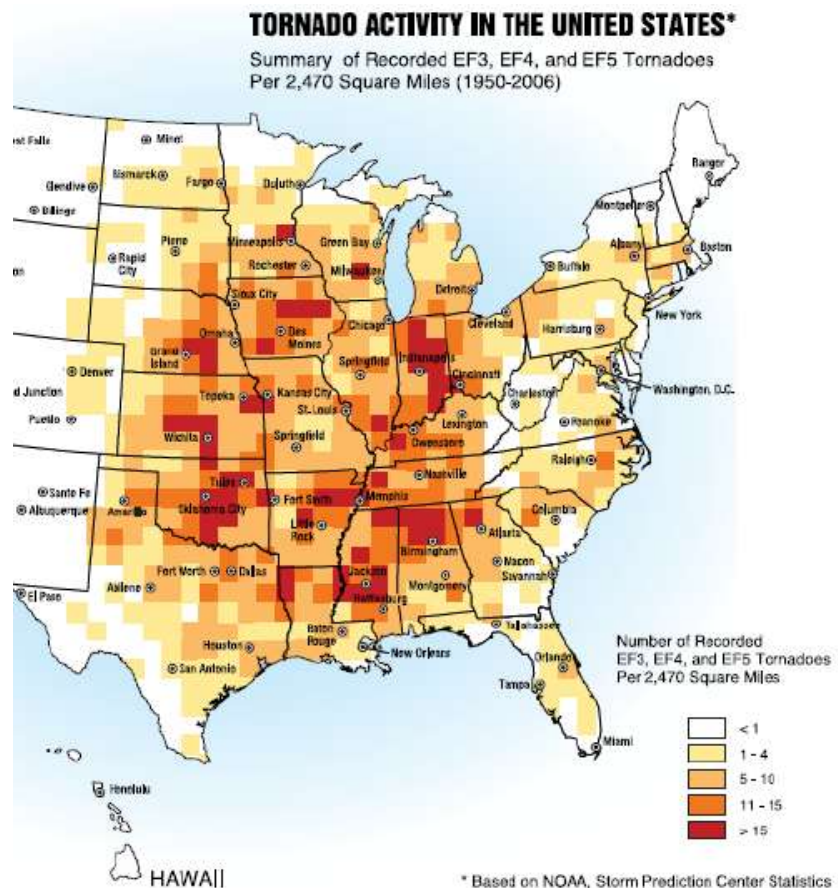 TORNADO ACTIVITY IN THE UNITED STATES*
Summary of Recorded EF3, EF4, and EF5 Tornadoes
Per 2,470 Square Miles (1950-2006)
Minot
Falls
Bangor
Bismarck
Fargo
Duluth
Glendive
Montpelier
Billings
Pierre
Minneapolis
Green Bay
Albany
Boston
Rapid
City
Rochester
Milwaukee
Buffalo
Detroit
Sioux City
Chicago
Cleveland
New York
Omaha
Des
Moines
Harrisburg
Grand
Island
Springfield
Indianapolis
Denver
Cincinnati
Washington, D.C.
Junction
Topeka
Kansas City
Charleston
St. Louis
Pueblo
Lexington
Roanoke
Wichita
Springfield
Owensboro
Raleigh
Nashville
Tulsa
Santa Fe
Albuquerque
Oklahoma City
Fort Smith
Memphis
Columbia
Little
Rock
Atlanta
Birmingham
Macon
Fort Worth
Dallas
Jackson
Savannah
Abilene
Montgomery
El Paso
Hattiesburg
Tallahassee
Baton
Rouge
Houston
New Orleans
Orlando
San Antonio
Tampa
Miami
Number of Recorded
EF3, EF4, and EF5 Tornadoes
Per 2,470 Square Miles
< 1
1 - 4
5 - 10
11 - 15
> 15
Honolulu
HAWAII
* Based on NOAA, Storm Prediction Center Statistics